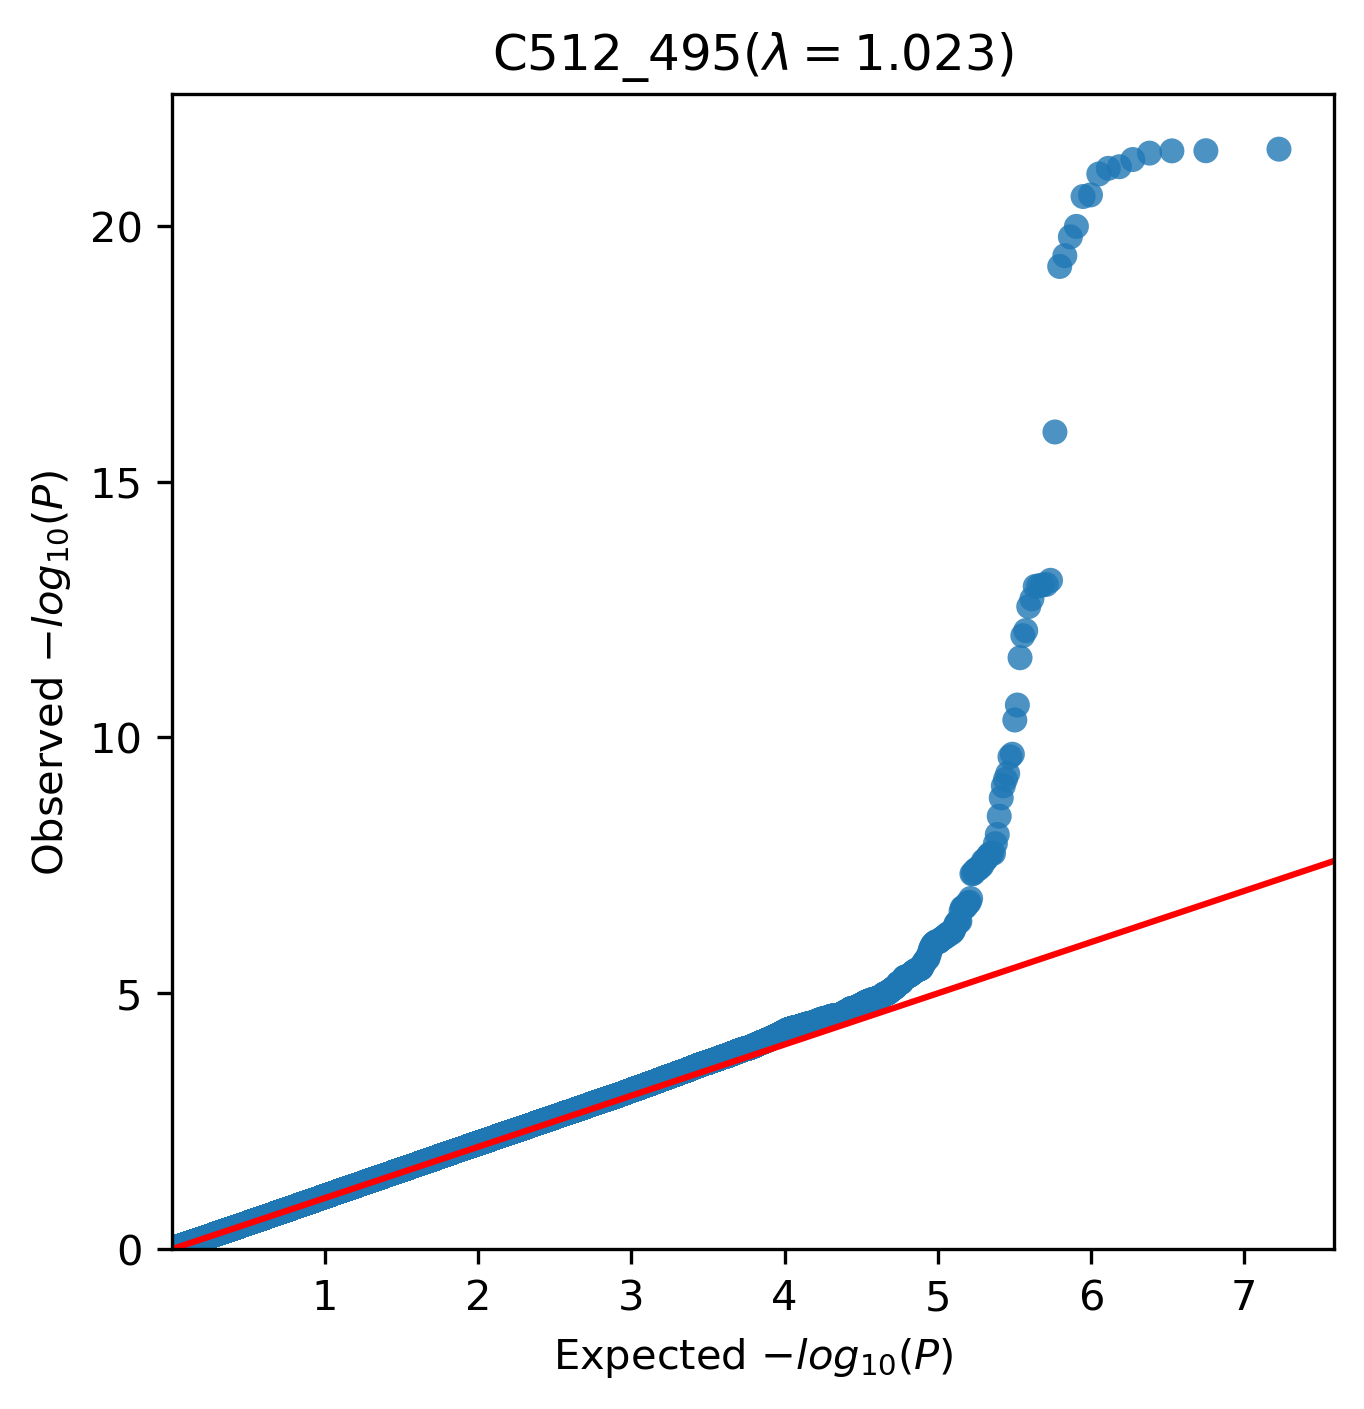 C512_495(λ = 1.023)
Observed −log₁₀(P)
20
15
10
5
0
1 2 3 4 5 6 7
Expected −log₁₀(P)